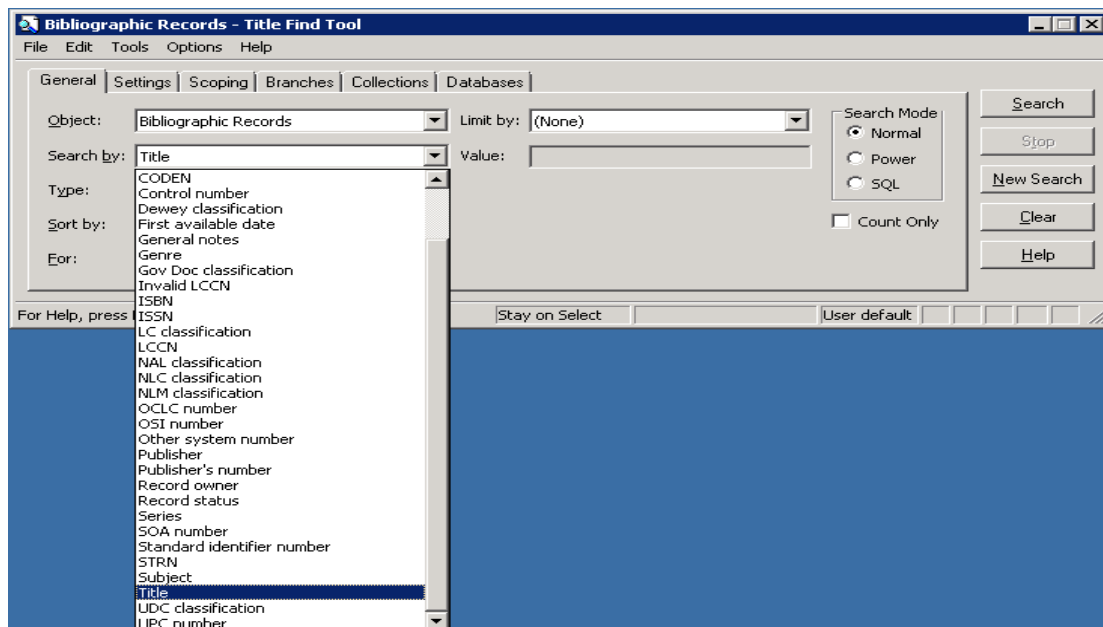 Bibliographic Records - Title Find Tool
File Edit Tools Options Help
General Settings Scoping Branches Collections Databases
Object: Bibliographic Records Limit by: (None)
Search by: Title Value:
Type:
Sort by:
For:
Search Mode
Normal
Power
SQL
Count Only
Search
Stop
New Search
Clear
Help
CODEN
Control number
Dewey classification
First available date
General notes
Genre
Gov Doc classification
Invalid LCCN
ISBN
ISSN
LC classification
LCCN
NAL classification
NLC classification
NLM classification
OCLC number
OSI number
Other system number
Publisher
Publisher's number
Record owner
Record status
Series
SOA number
Standard identifier number
STRN
Subject
Title
UDC classification
UPC number
For Help, press Stay on Select User default